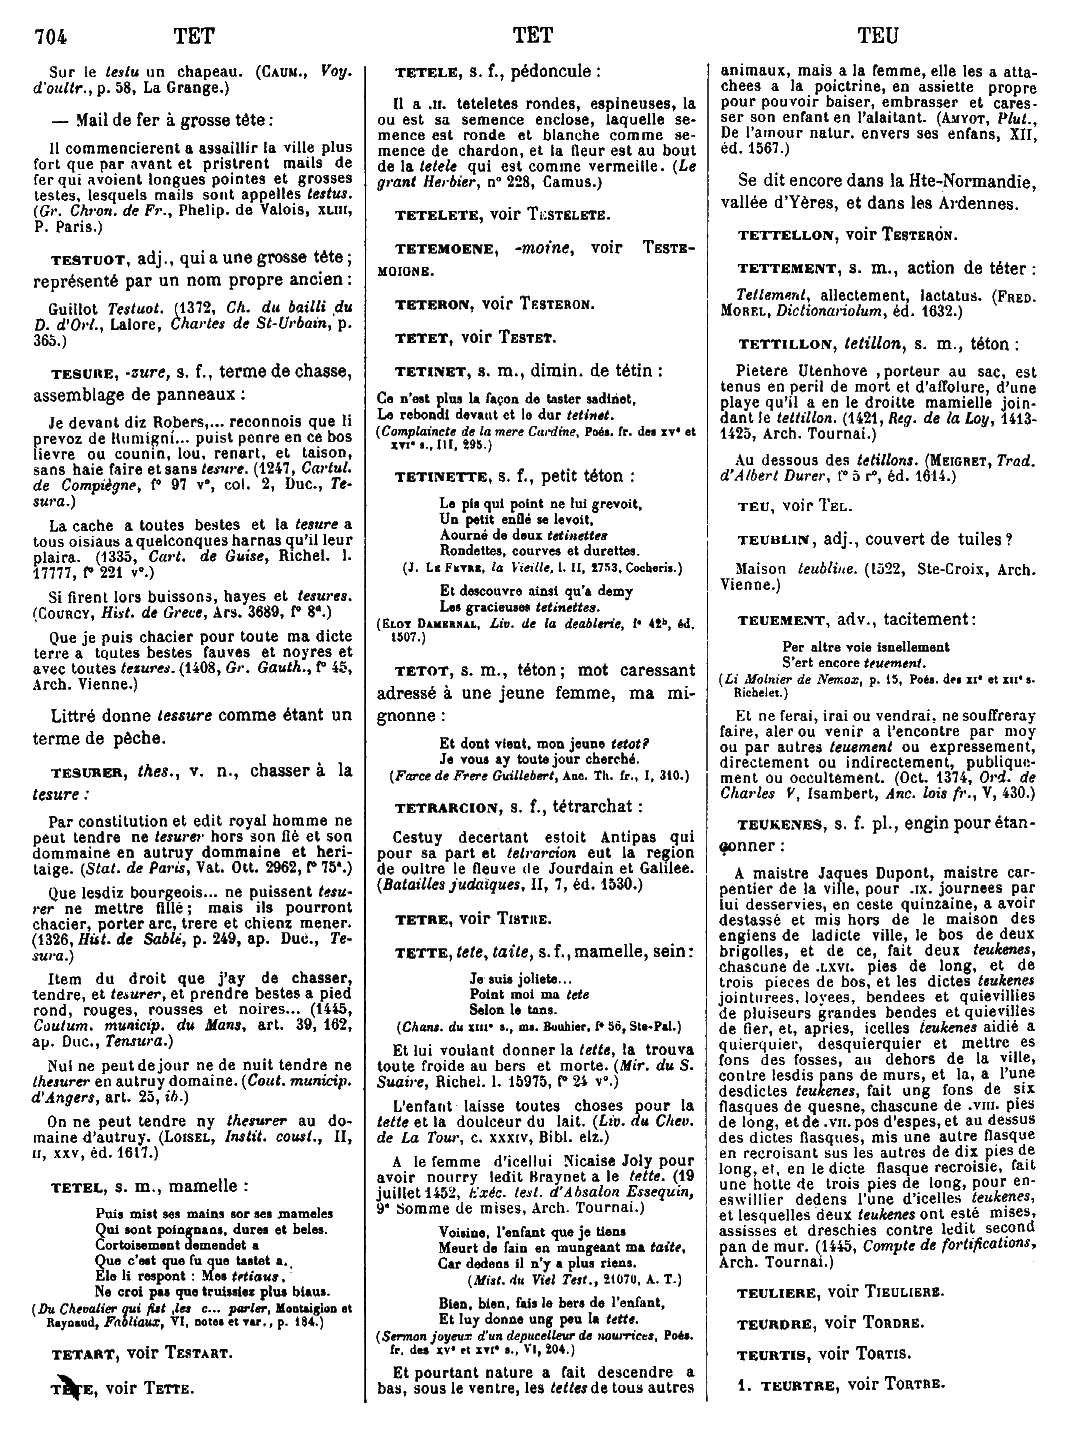 704 TET TET TEU
Sur le testu un chapeau. (CAUM., Voy.
d'oultr., p. 58, La Grange.)
— Mail de fer à grosse tête :
Il commencierent a assaillir la ville plus
fort que par avant et pristrent mails de
fer qui avoient longues pointes et grosses
testes, lesquels mails sont appelles testus.
(Gr. Chron. de Fr., Phelip. de Valois, XLIII,
P. Paris.)
TESTUOT, adj., qui a une grosse tête ;
représenté par un nom propre ancien :
Guillot Testuot. (1372, Ch. du bailli du
D. d'Orl., Lalore, Chartes de St-Urbain, p.
365.)
TESURE, -zure, s. f., terme de chasse,
assemblage de panneaux :
Je devant diz Robers,... reconnois que li
prevoz de Rumigni... puist penre en ce bos
lievre ou counin, lou, renart, et taison,
sans haie faire et sans tesure. (1247, Cartul.
de Compiègne, f° 97 v°, col. 2, Duc., Te-
sura.)
La cache a toutes bestes et la tesure a
tous oisiaus a quelconques harnas qu'il leur
plaira. (1335, Cart. de Guise, Richel. l.
17777, f° 221 v°.)
Si firent lors buissons, hayes et tesures.
(COURCY, Hist. de Grece, Ars. 3689, f° 8ᵃ.)
Que je puis chacier pour toute ma dicte
terre a toutes bestes fauves et noyres et
avec toutes tezures. (1408, Gr. Gauth., f° 45,
Arch. Vienne.)
Littré donne tessure comme étant un
terme de pêche.
TESURER, thes., v. n., chasser à la
tesure :
Par constitution et edit royal homme ne
peut tendre ne tesurer hors son fié et son
dommaine en autruy dommaine et heri-
taige. (Stat. de Paris, Vat. Ott. 2962, f° 75ᵃ.)
Que lesdiz bourgeois... ne puissent tesu-
rer ne mettre fillé ; mais ils pourront
chacier, porter arc, trere et chienz mener.
(1326, Hist. de Sablé, p. 249, ap. Duc., Te-
sura.)
Item du droit que j'ay de chasser,
tendre, et tesurer, et prendre bestes a pied
rond, rouges, rousses et noires... (1445,
Coutum. municip. du Mans, art. 39, 162,
ap. Duc., Tensura.)
Nul ne peut de jour ne de nuit tendre ne
thesurer en autruy domaine. (Cout. municip.
d'Angers, art. 25, ib.)
On ne peut tendre ny thesurer au do-
maine d'autruy. (LOISEL, Instit. coust., II,
II, XXV, éd. 1617.)
TETEL, s. m., mamelle :
Puis mist ses mains sor ses mameles
Qui sont poingnans, dures et beles.
Cortoisement demendet a
Que c'est que fu que tastet a.
Ele li respont : Mes tetiaus,
Ne croi pas que truissiez plus biaus.
(Du Chevalier qui fist les c... parler, Montaiglon et
Raynaud, Fabliaux, VI, notes et var., p. 184.)
TETART, voir TESTART.
TETE, voir TETTE.
TETELE, s. f., pédoncule :
Il a .II. teteletes rondes, espineuses, la
ou est sa semence enclose, laquelle se-
mence est ronde et blanche comme se-
mence de chardon, et la fleur est au bout
de la tetele qui est comme vermeille. (Le
grant Herbier, n° 228, Camus.)
TETELETE, voir TESTELETE.
TETEMOENE, -moine, voir TESTE-
MOIGNE.
TETERON, voir TESTERON.
TETET, voir TESTET.
TETINET, s. m., dimin. de tétin :
Ce n'est plus la façon de taster sadinet,
Le rebondi devant et le dur tetinet.
(Complaincte de la mere Cardine, Poés. fr. des XVᵉ et
XVIᵉ s., III, 295.)
TETINETTE, s. f., petit téton :
Le pis qui point ne lui grevoit,
Un petit enflé se levoit,
Aourné de deux tetinettes
Rondettes, courves et durettes.
(J. LE FEVRE, la Vieille, l. II, 2753, Cocheris.)
Et descouvre ainsi qu'a demy
Les gracieuses tetinettes.
(ELOY DAMERNAL, Liv. de la deablerie, f° 42ᵇ, éd.
1507.)
TETOT, s. m., téton ; mot caressant
adressé à une jeune femme, ma mi-
gnonne :
Et dont vient, mon jeune tetot?
Je vous ay toute jour cherché.
(Farce de Frere Guillebert, Anc. Th. fr., I, 310.)
TETRARCION, s. f., tétrarchat :
Cestuy decertant estoit Antipas qui
pour sa part et tetrarcion eut la region
de oultre le fleuve de Jourdain et Galilee.
(Batailles judaiques, II, 7, éd. 1530.)
TETRE, voir TISTRE.
TETTE, tete, taite, s. f., mamelle, sein :
Je suis joliete...
Point moi ma tete
Selon le tans.
(Chans. du XIIIᵉ s., ms. Bouhier, f° 56, Ste-Pal.)
Et lui voulant donner la tette, la trouva
toute froide au bers et morte. (Mir. du S.
Suaire, Richel. l. 15975, f° 24 v°.)
L'enfant laisse toutes choses pour la
tette et la doulceur du lait. (Liv. du Chev.
de La Tour, c. XXXIV, Bibl. elz.)
A le femme d'icellui Nicaise Joly pour
avoir nourry ledit Braynet a le tette. (19
juillet 1452, Exéc. test. d'Absalon Essequin,
9ᵉ Somme de mises, Arch. Tournai.)
Voisine, l'enfant que je tiens
Meurt de fain en mungeant ma taite,
Car dedens il n'y a plus riens.
(Mist. du Viel Test., 21070, A. T.)
Bien, bien, fais le bers de l'enfant,
Et luy donne ung peu la tette.
(Sermon joyeux d'un depucelleur de nourrices, Poés.
fr. des XVᵉ et XVIᵉ s., VI, 204.)
Et pourtant nature a fait descendre a
bas, sous le ventre, les tettes de tous autres
animaux, mais a la femme, elle les a atta-
chees a la poictrine, en assiette propre
pour pouvoir baiser, embrasser et cares-
ser son enfant en l'alaitant. (AMYOT, Plut.,
De l'amour natur. envers ses enfans, XII,
éd. 1567.)
Se dit encore dans la Hte-Normandie,
vallée d'Yères, et dans les Ardennes.
TETTELLON, voir TESTERON.
TETTEMENT, s. m., action de téter :
Tettement, allectement, lactatus. (FRED.
MOREL, Dictionariolum, éd. 1632.)
TETTILLON, tetillon, s. m., téton :
Pietere Utenhove, porteur au sac, est
tenus en peril de mort et d'affolure, d'une
playe qu'il a en le droitte mamielle join-
dant le tettillon. (1421, Reg. de la Loy, 1413-
1425, Arch. Tournai.)
Au dessous des tetillons. (MEIGRET, Trad.
d'Albert Durer, f° 5 r°, éd. 1614.)
TEU, voir TEL.
TEUBLIN, adj., couvert de tuiles ?
Maison teubline. (1522, Ste-Croix, Arch.
Vienne.)
TEUEMENT, adv., tacitement :
Per altre voie isnellement
S'ert encore teuement.
(Li Molnier de Nemox, p. 15, Poés. des XIᵉ et XIIᵉ s.
Richelet.)
Et ne ferai, irai ou vendrai, ne souffreray
faire, aler ou venir a l'encontre par moy
ou par autres teuement ou expressement,
directement ou indirectement, publique-
ment ou occultement. (Oct. 1374, Ord. de
Charles V, Isambert, Anc. lois fr., V, 430.)
TEUKENES, s. f. pl., engin pour étan-
çonner :
A maistre Jaques Dupont, maistre car-
pentier de la ville, pour .IX. journees par
lui desservies, en ceste quinzaine, a avoir
destassé et mis hors de le maison des
engiens de ladicte ville, le bos de deux
brigolles, et de ce, fait deux teukenes,
chascune de .LXVI. pies de long, et de
trois pieces de bos, et les dictes teukenes
jointurees, loyees, bendees et quievillies
de pluiseurs grandes bendes et quievilles
de fier, et, apries, icelles teukenes aidié a
quierquier, desquierquier et mettre es
fons des fosses, au dehors de la ville,
contre lesdis pans de murs, et la, a l'une
desdictes teukenes, fait ung fons de six
flasques de quesne, chascune de .VIII. pies
de long, et de .VII. pos d'espes, et au dessus
des dictes flasques, mis une autre flasque
en recroisant sus les autres de dix pies de
long, et, en le dicte flasque recroisie, fait
une hotte de trois pies de long, pour en-
eswillier dedens l'une d'icelles teukenes,
et lesquelles deux teukenes ont esté mises,
assisses et dreschies contre ledit second
pan de mur. (1445, Compte de fortifications,
Arch. Tournai.)
TEULIERE, voir TIEULIERE.
TEURDRE, voir TORDRE.
TEURTIS, voir TORTIS.
1. TEURTRE, voir TORTRE.